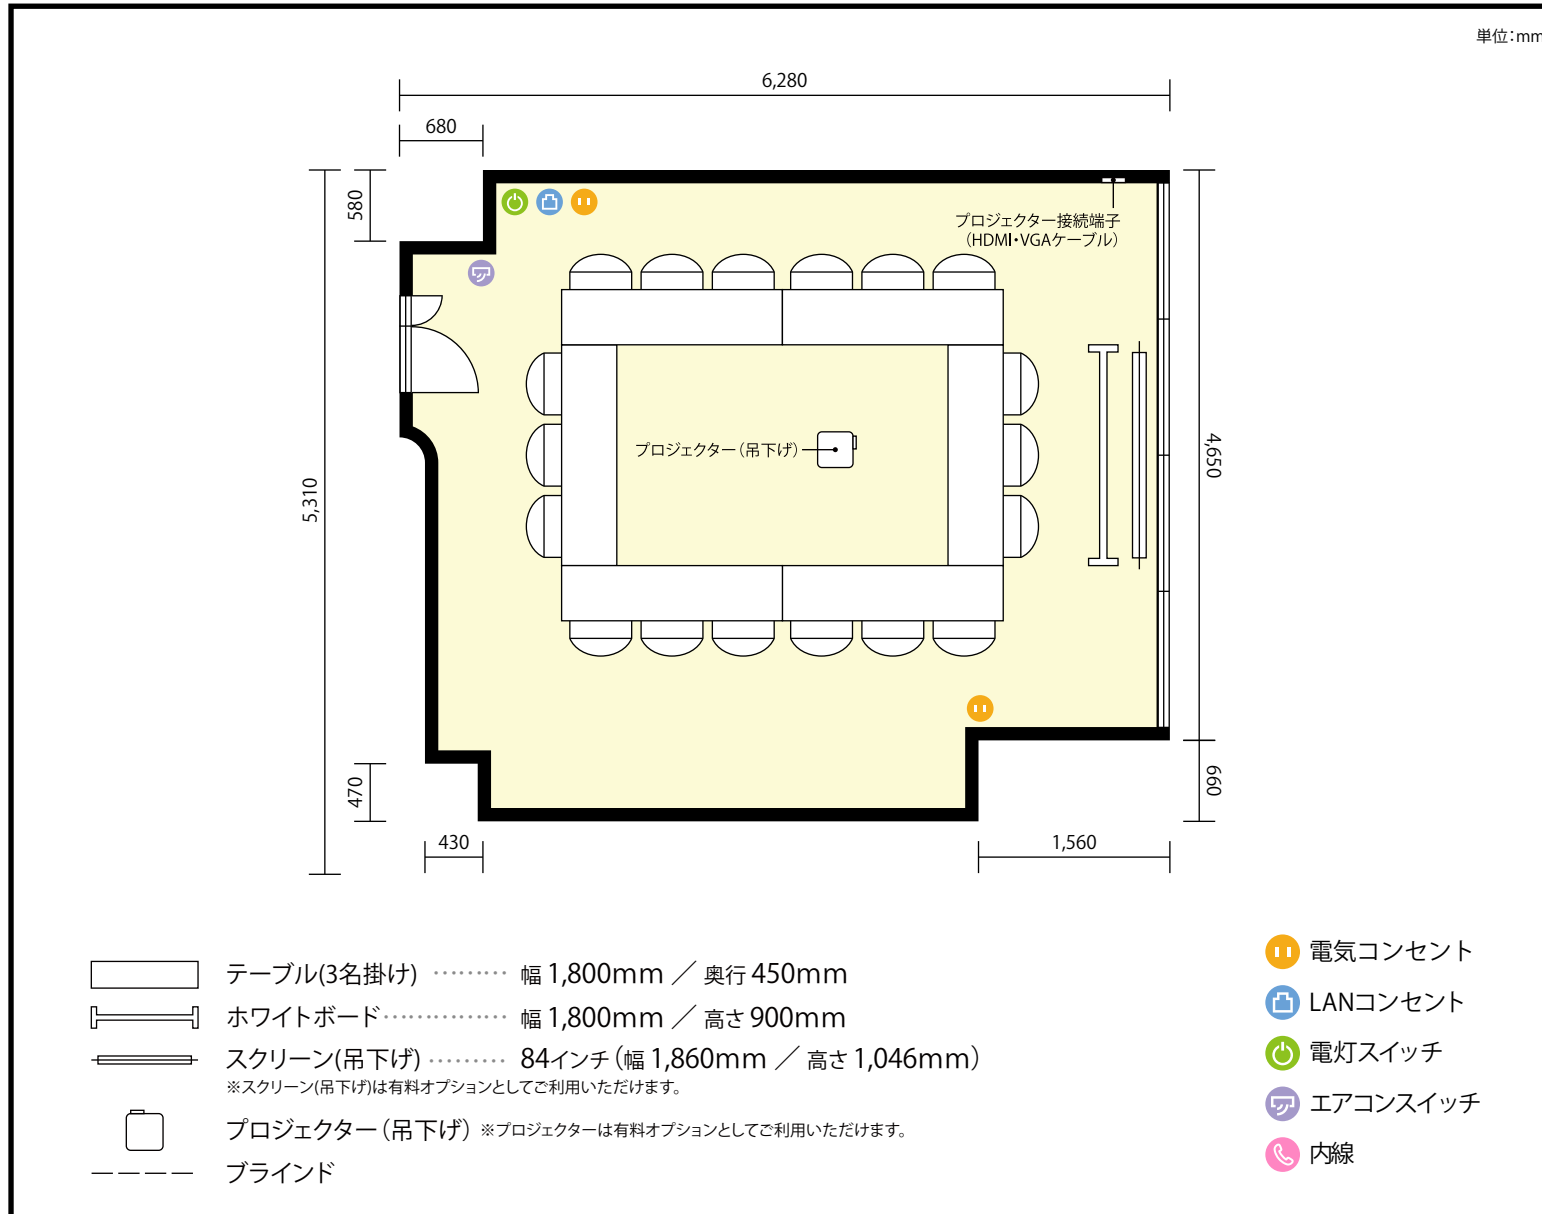 単位:mm
6,280
680
580
プロジェクター接続端子
（HDMI・VGAケーブル）
プロジェクター（吊下げ）
5,310
4,650
470
660
430
1,560
テーブル(3名掛け) ……… 幅 1,800mm ／ 奥行 450mm
ホワイトボード …………… 幅 1,800mm ／ 高さ 900mm
スクリーン(吊下げ) ……… 84インチ（幅 1,860mm ／ 高さ 1,046mm）
※スクリーン(吊下げ)は有料オプションとしてご利用いただけます。
プロジェクター（吊下げ） ※プロジェクターは有料オプションとしてご利用いただけます。
ブラインド
電気コンセント
LANコンセント
電灯スイッチ
エアコンスイッチ
内線